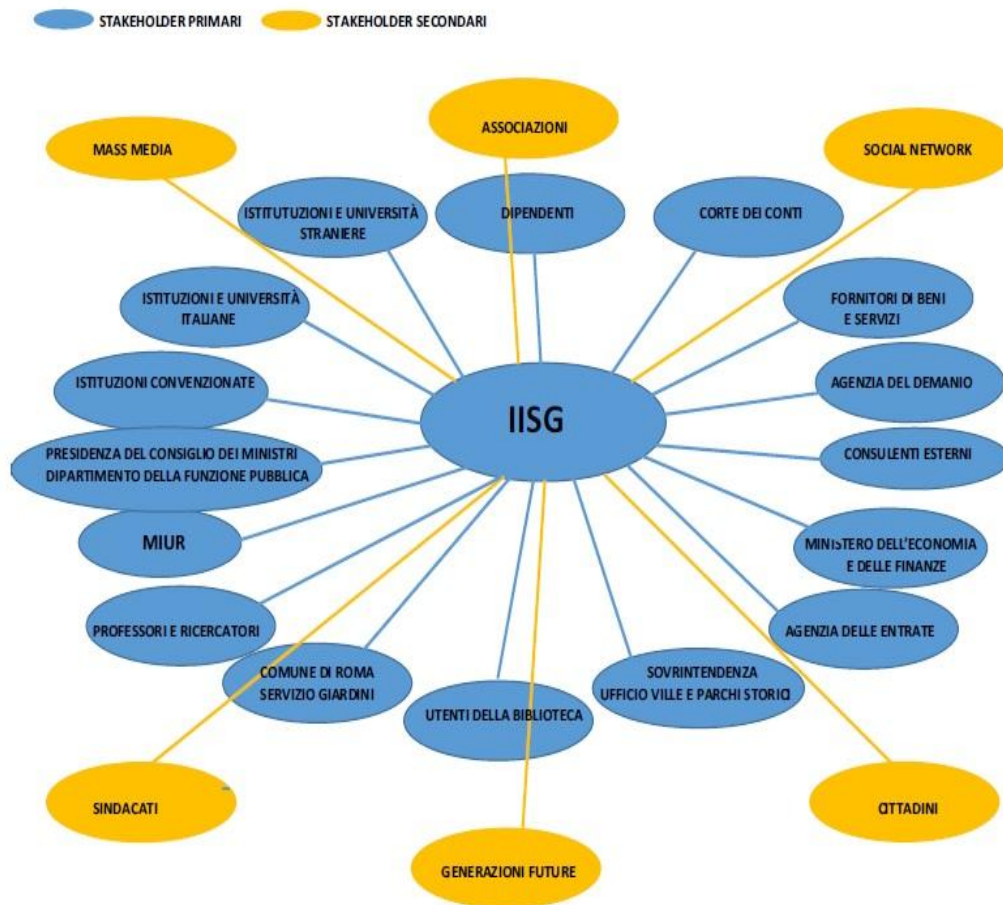 STAKEHOLDER PRIMARI
STAKEHOLDER SECONDARI
ASSOCIAZIONI
MASS MEDIA
SOCIAL NETWORK
ISTITUTUZIONI E UNIVERSITÀ
STRANIERE
DIPENDENTI
CORTE DEI CONTI
ISTITUZIONI E UNIVERSITÀ
ITALIANE
FORNITORI DI BENI
E SERVIZI
ISTITUZIONI CONVENZIONATE
AGENZIA DEL DEMANIO
IISG
PRESIDENZA DEL CONSIGLIO DEI MINISTRI
DIPARTIMENTO DELLA FUNZIONE PUBBLICA
CONSULENTI ESTERNI
MIUR
MINISTERO DELL'ECONOMIA
E DELLE FINANZE
PROFESSORI E RICERCATORI
AGENZIA DELLE ENTRATE
COMUNE DI ROMA
SERVIZIO GIARDINI
SOVRINTENDENZA
UFFICIO VILLE E PARCHI STORICI
UTENTI DELLA BIBLIOTECA
SINDACATI
CITTADINI
GENERAZIONI FUTURE